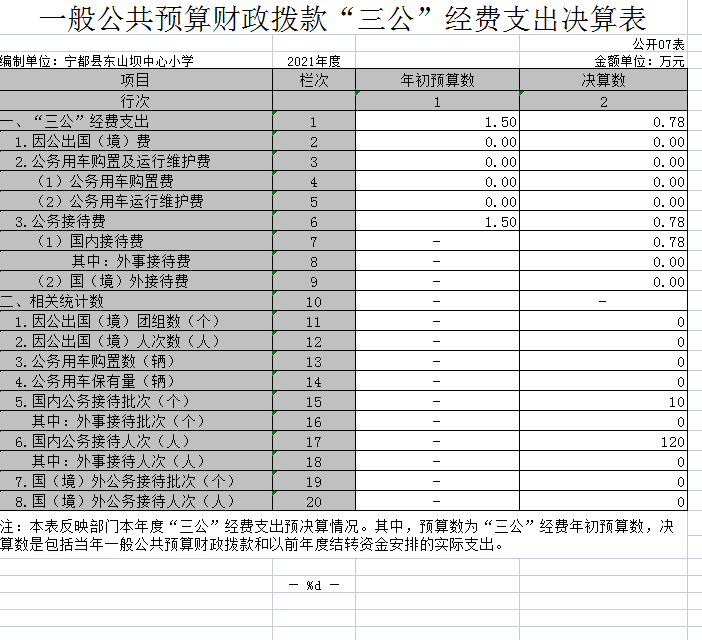 一般公共预算财政拨款“三公”经费支出决算表
公开07表
编制单位：宁都县东山坝中心小学 2021年度 金额单位：万元
项目 栏次 年初预算数 决算数
行次 1 2
一、“三公”经费支出 1 1.50 0.78
1.因公出国（境）费 2 0.00 0.00
2.公务用车购置及运行维护费 3 0.00 0.00
（1）公务用车购置费 4 0.00 0.00
（2）公务用车运行维护费 5 0.00 0.00
3.公务接待费 6 1.50 0.78
（1）国内接待费 7 － 0.78
其中：外事接待费 8 － 0.00
（2）国（境）外接待费 9 － 0.00
二、相关统计数 10 － －
1.因公出国（境）团组数（个） 11 － 0
2.因公出国（境）人次数（人） 12 － 0
3.公务用车购置数（辆） 13 － 0
4.公务用车保有量（辆） 14 － 0
5.国内公务接待批次（个） 15 － 10
其中：外事接待批次（个） 16 － 0
6.国内公务接待人次（人） 17 － 120
其中：外事接待人次（人） 18 － 0
7.国（境）外公务接待批次（个） 19 － 0
8.国（境）外公务接待人次（人） 20 － 0
注：本表反映部门本年度“三公”经费支出预决算情况。其中，预算数为“三公”经费年初预算数，决
算数是包括当年一般公共预算财政拨款和以前年度结转资金安排的实际支出。
－ %d －